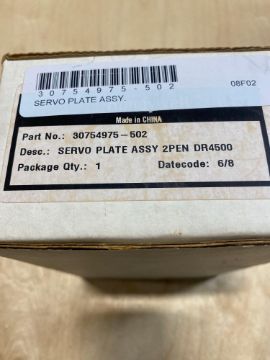 30754975-502
08F02
SERVO PLATE ASSY.
Made in CHINA
Part No.: 30754975-502
Desc.: SERVO PLATE ASSY 2PEN DR4500
Package Qty.: 1 Datecode: 6/8